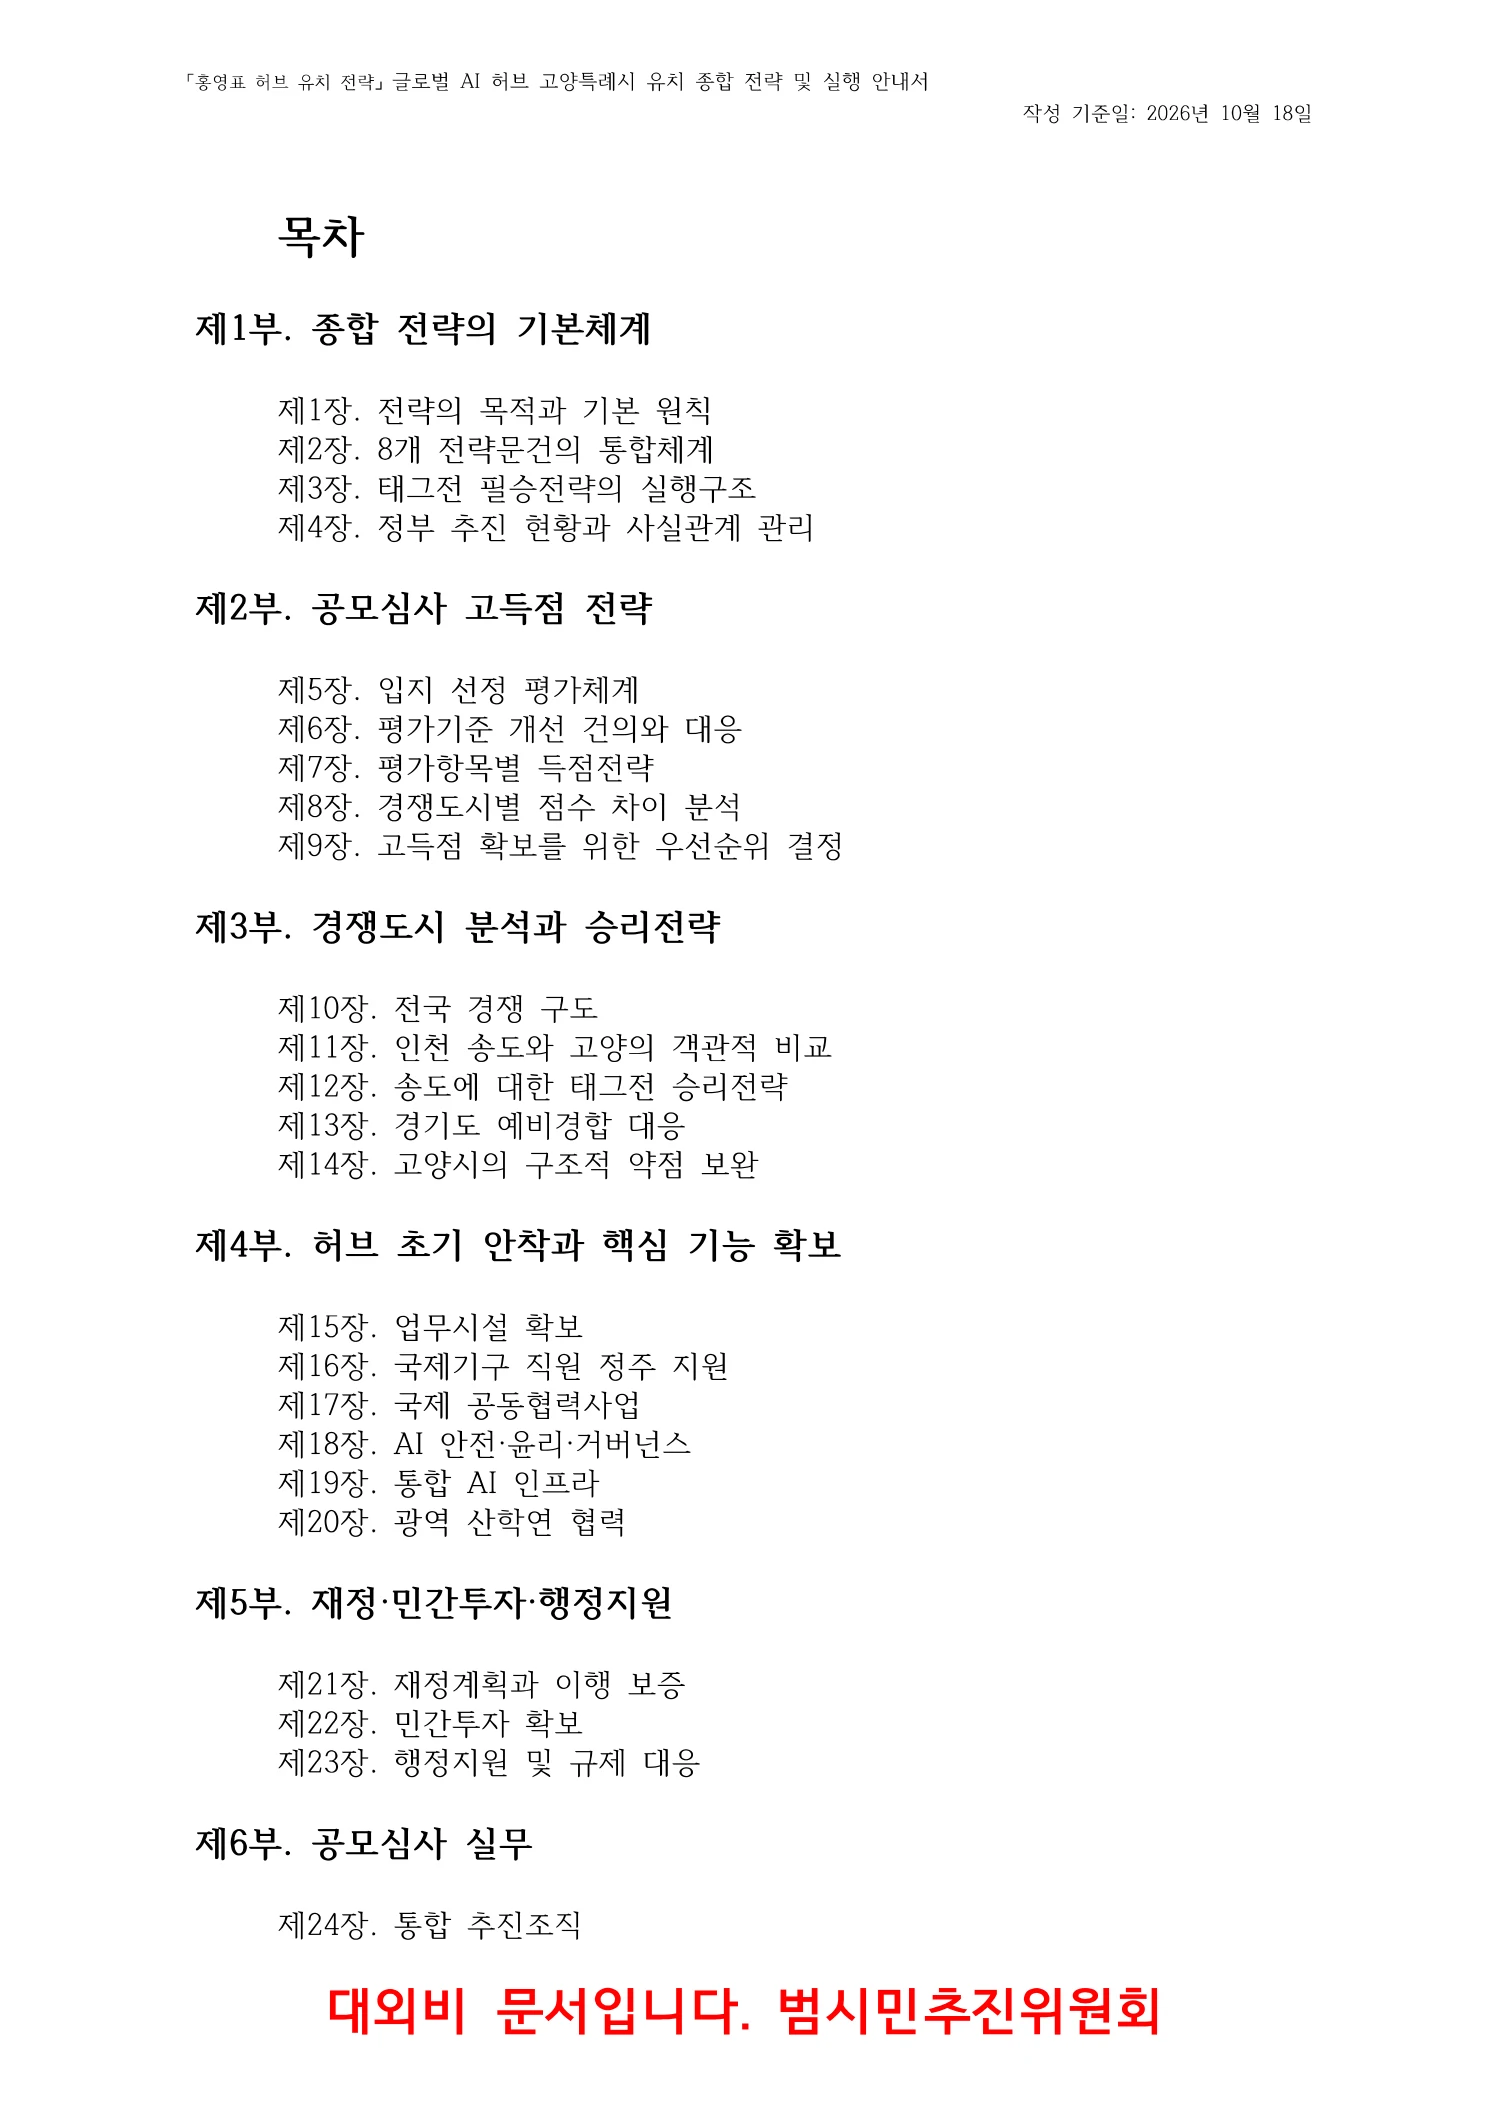 「홍영표 허브 유치 전략」 글로벌 AI 허브 고양특례시 유치 종합 전략 및 실행 안내서
작성 기준일: 2026년 10월 18일
목차
제1부. 종합 전략의 기본체계
제1장. 전략의 목적과 기본 원칙
제2장. 8개 전략문건의 통합체계
제3장. 태그전 필승전략의 실행구조
제4장. 정부 추진 현황과 사실관계 관리
제2부. 공모심사 고득점 전략
제5장. 입지 선정 평가체계
제6장. 평가기준 개선 건의와 대응
제7장. 평가항목별 득점전략
제8장. 경쟁도시별 점수 차이 분석
제9장. 고득점 확보를 위한 우선순위 결정
제3부. 경쟁도시 분석과 승리전략
제10장. 전국 경쟁 구도
제11장. 인천 송도와 고양의 객관적 비교
제12장. 송도에 대한 태그전 승리전략
제13장. 경기도 예비경합 대응
제14장. 고양시의 구조적 약점 보완
제4부. 허브 초기 안착과 핵심 기능 확보
제15장. 업무시설 확보
제16장. 국제기구 직원 정주 지원
제17장. 국제 공동협력사업
제18장. AI 안전·윤리·거버넌스
제19장. 통합 AI 인프라
제20장. 광역 산학연 협력
제5부. 재정·민간투자·행정지원
제21장. 재정계획과 이행 보증
제22장. 민간투자 확보
제23장. 행정지원 및 규제 대응
제6부. 공모심사 실무
제24장. 통합 추진조직
대외비 문서입니다. 범시민추진위원회